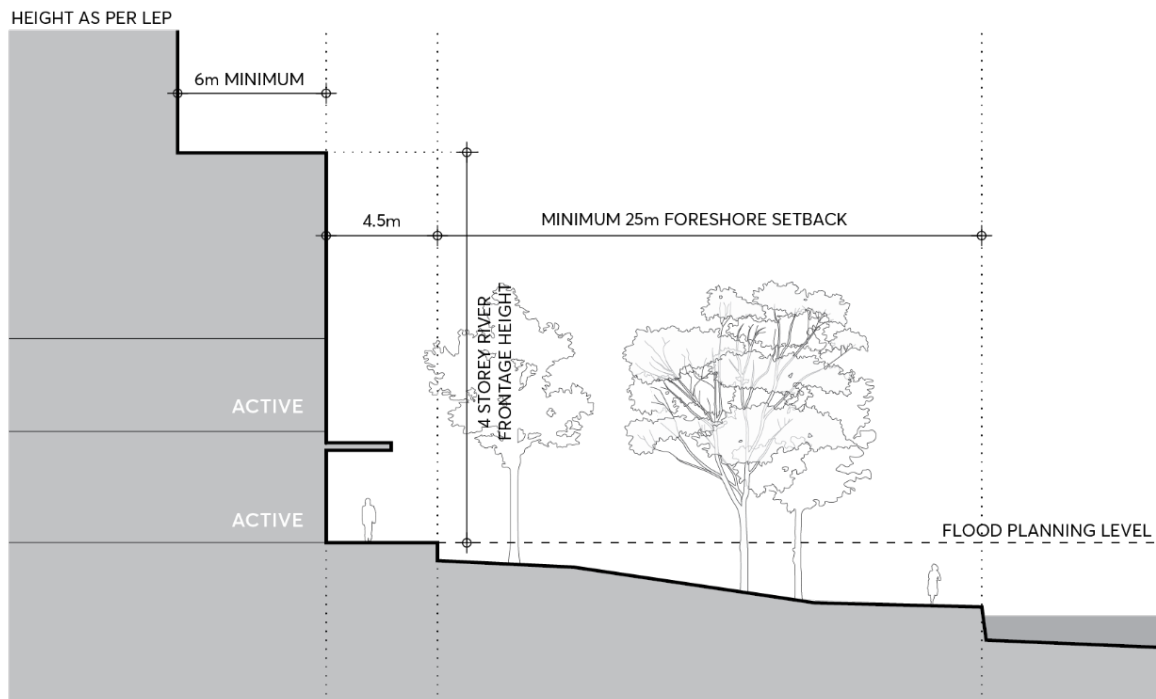 HEIGHT AS PER LEP
6m MINIMUM
4.5m
MINIMUM 25m FORESHORE SETBACK
4 STOREY RIVER
FRONTAGE HEIGHT
ACTIVE
ACTIVE
FLOOD PLANNING LEVEL